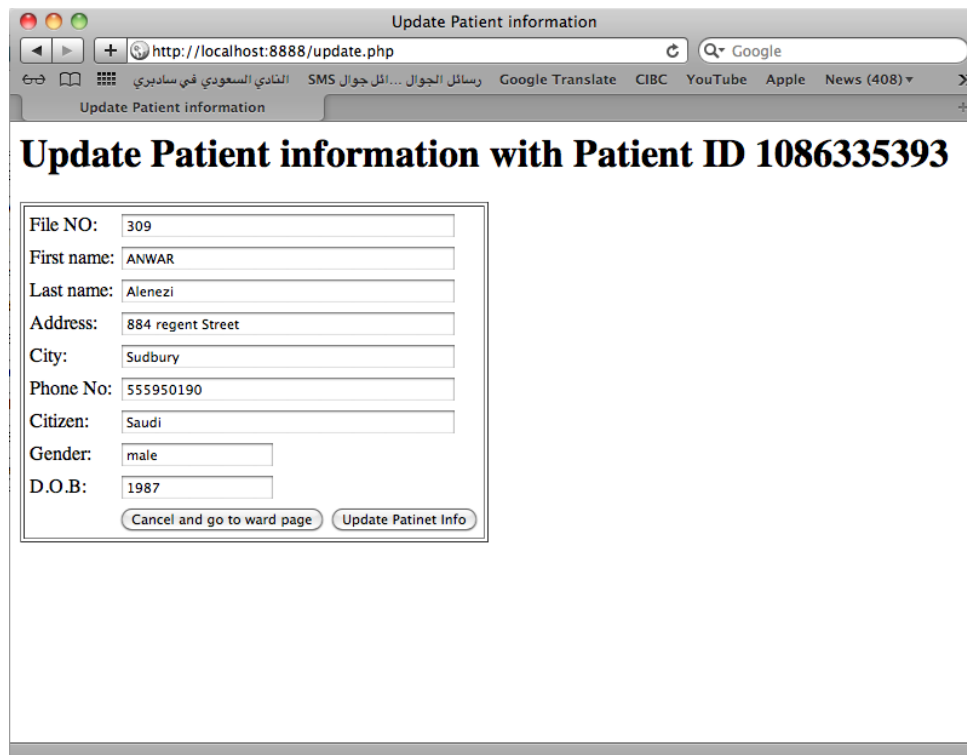 Update Patient information
http://localhost:8888/update.php
Google
النادي السعودي في سادبري رسائل الجوال ...ائل جوال SMS Google Translate CIBC YouTube Apple News (408)
Update Patient information
Update Patient information with Patient ID 1086335393
File NO: 309
First name: ANWAR
Last name: Alenezi
Address: 884 regent Street
City: Sudbury
Phone No: 555950190
Citizen: Saudi
Gender: male
D.O.B: 1987
Cancel and go to ward page Update Patinet Info